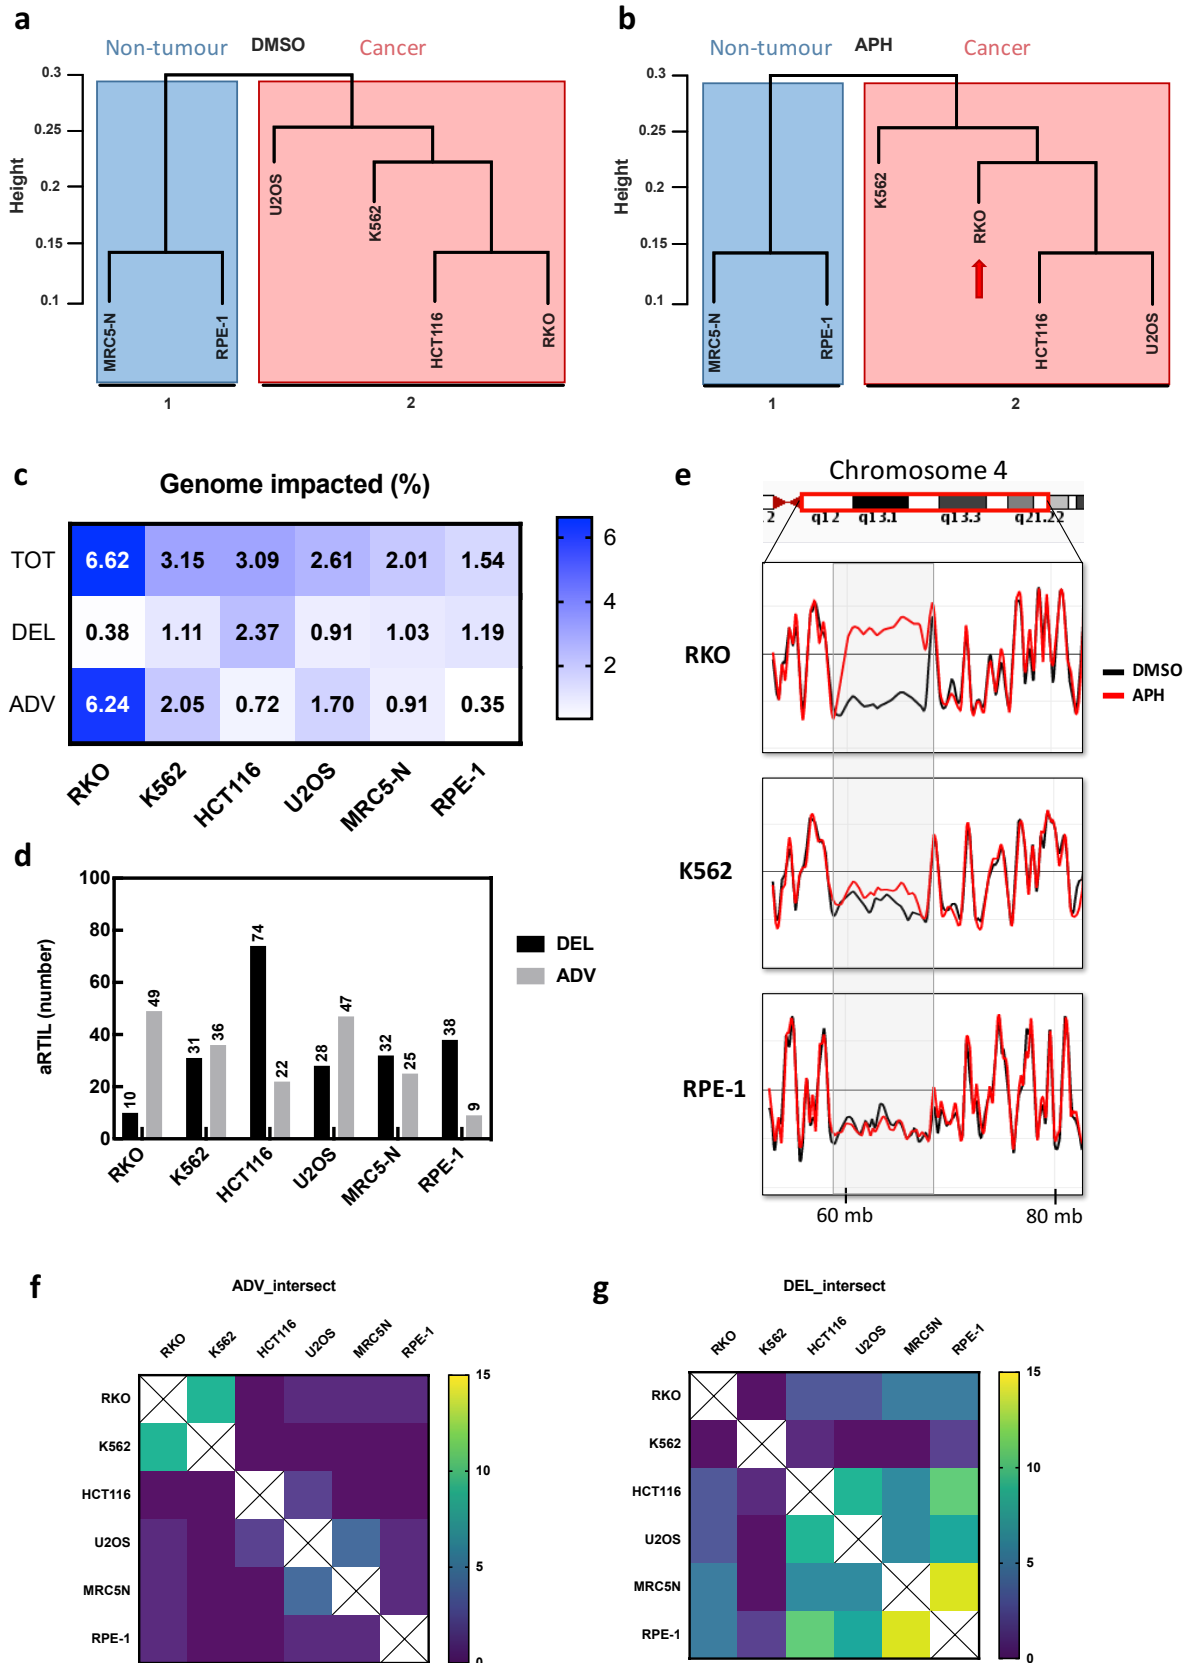 a
Non-tumour DMSO Cancer
0.3
0.25
0.2
0.15
0.1
Height
MRC5-N
RPE-1
U2OS
K562
HCT116
RKO
1
2
b
Non-tumour APH Cancer
0.3
0.25
0.2
0.15
0.1
Height
MRC5-N
RPE-1
K562
RKO
HCT116
U2OS
1
2
c
Genome impacted (%)
TOT 6.62 3.15 3.09 2.61 2.01 1.54
DEL 0.38 1.11 2.37 0.91 1.03 1.19
ADV 6.24 2.05 0.72 1.70 0.91 0.35
RKO K562 HCT116 U2OS MRC5-N RPE-1
6
4
2
d
100
80
60
40
20
0
aRTIL (number)
10 49 31 36 74 22 28 47 32 25 38 9
RKO K562 HCT116 U2OS MRC5-N RPE-1
DEL
ADV
e
Chromosome 4
2 q12 q13.1 q13.3 q21.22
RKO
K562
RPE-1
DMSO
APH
60 mb 80 mb
f
ADV_intersect
RKO K562 HCT116 U2OS MRC5N RPE-1
RKO
K562
HCT116
U2OS
MRC5N
RPE-1
15
10
5
0
g
DEL_intersect
RKO K562 HCT116 U2OS MRC5N RPE-1
RKO
K562
HCT116
U2OS
MRC5N
RPE-1
15
10
5
0